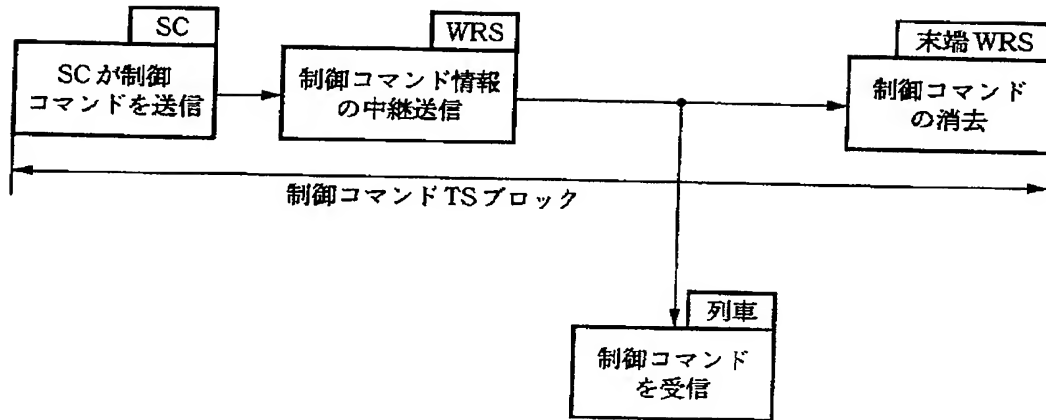 SC
SCが制御
コマンドを送信
WRS
制御コマンド情報
の中継送信
末端WRS
制御コマンド
の消去
制御コマンドTSブロック
列車
制御コマンド
を受信